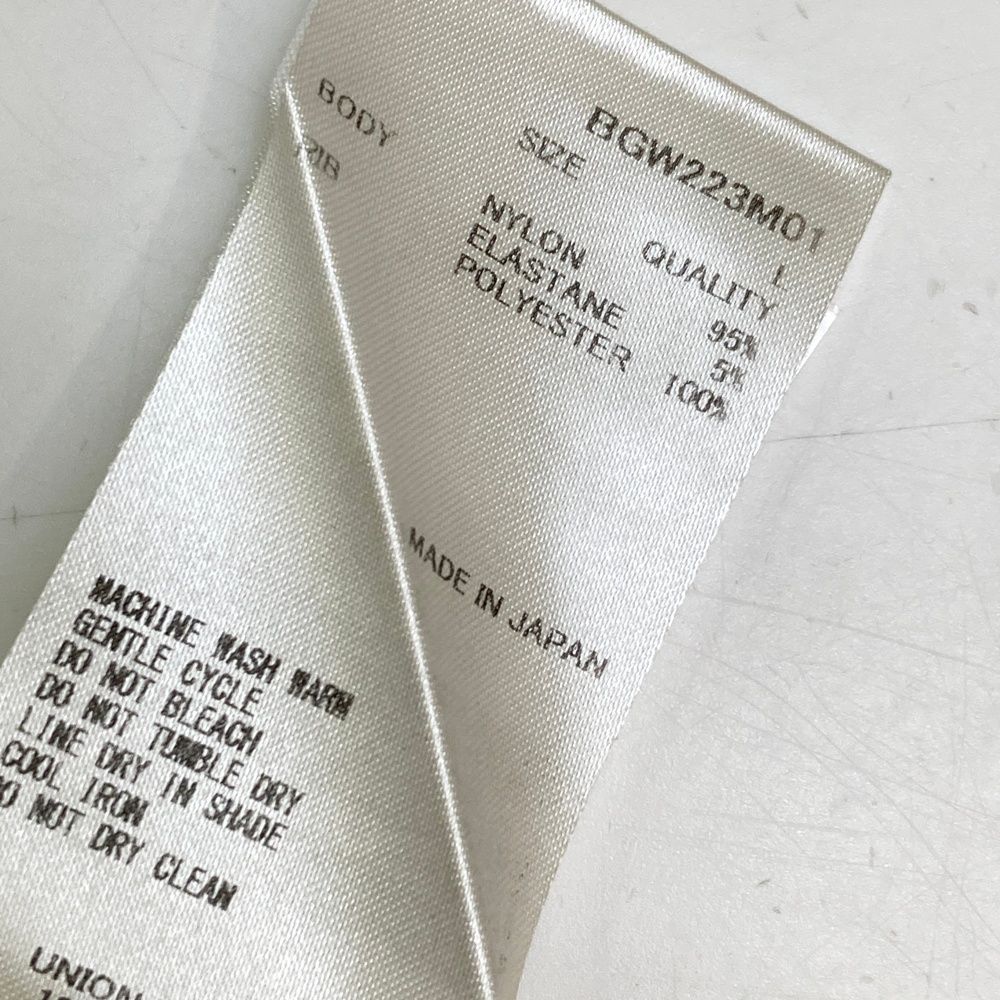 BGW223M01
SIZE
QUALITY
BODY NYLON 95%
ELASTANE 5%
RIB POLYESTER 100%
MADE IN JAPAN
MACHINE WASH WARM
GENTLE CYCLE
DO NOT BLEACH
DO NOT TUMBLE DRY
LINE DRY IN SHADE
COOL IRON
DO NOT DRY CLEAN
UNION